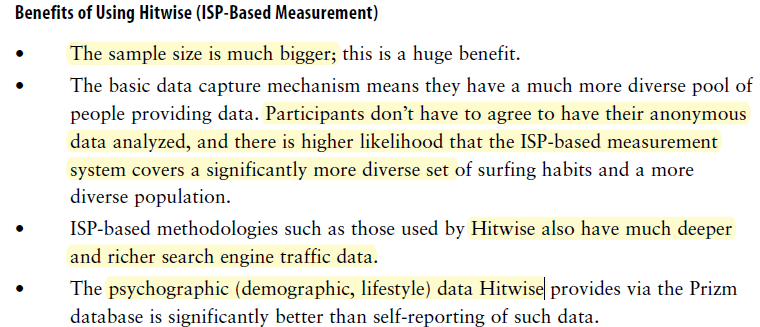 Benefits of Using Hitwise (ISP-Based Measurement)
• The sample size is much bigger; this is a huge benefit.
• The basic data capture mechanism means they have a much more diverse pool of
people providing data. Participants don’t have to agree to have their anonymous
data analyzed, and there is higher likelihood that the ISP-based measurement
system covers a significantly more diverse set of surfing habits and a more
diverse population.
• ISP-based methodologies such as those used by Hitwise also have much deeper
and richer search engine traffic data.
• The psychographic (demographic, lifestyle) data Hitwise provides via the Prizm
database is significantly better than self-reporting of such data.